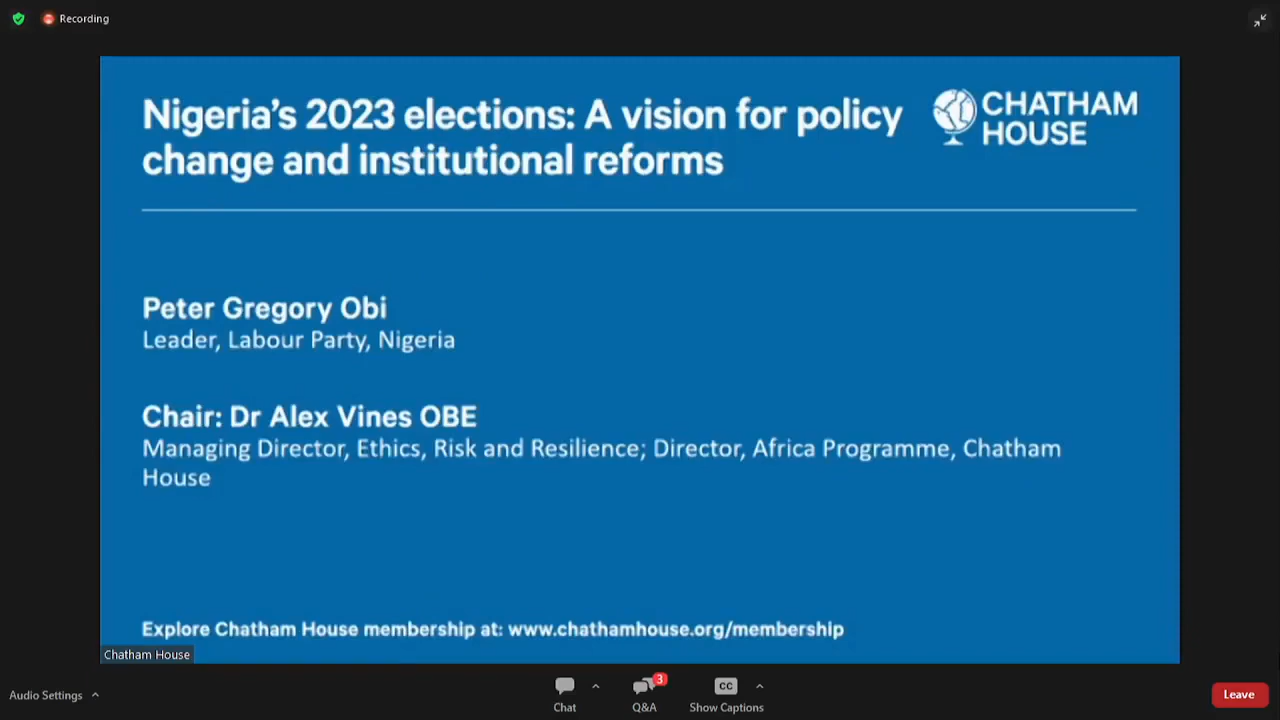 Recording
Nigeria's 2023 elections: A vision for policy
change and institutional reforms
CHATHAM
HOUSE
Peter Gregory Obi
Leader, Labour Party, Nigeria
Chair: Dr Alex Vines OBE
Managing Director, Ethics, Risk and Resilience; Director, Africa Programme, Chatham
House
Explore Chatham House membership at: www.chathamhouse.org/membership
Chatham House
Audio Settings
Chat
3
Q&A
CC
Show Captions
Leave